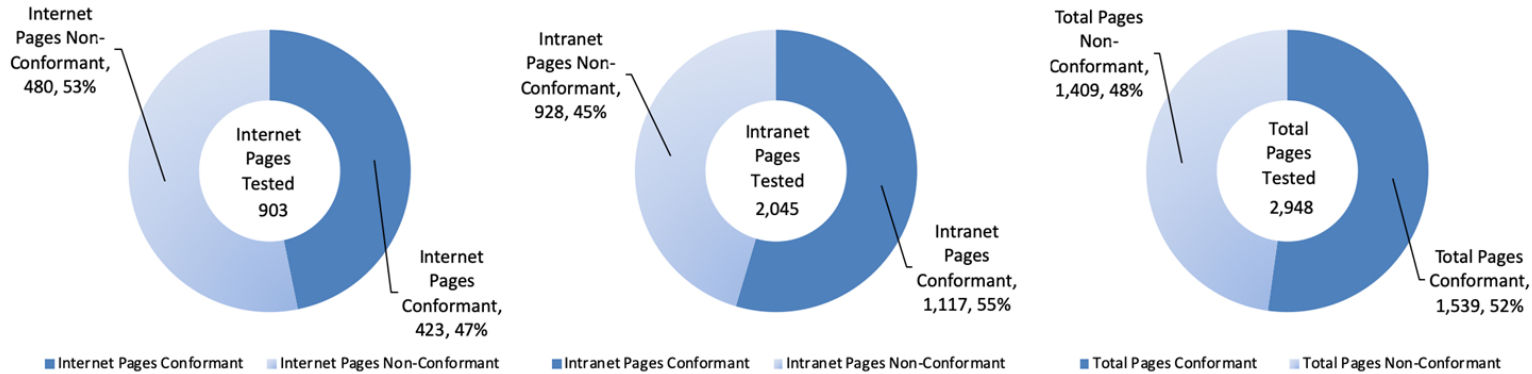 Internet
Pages Non-
Conformant,
480, 53%
Internet
Pages
Tested
903
Internet
Pages
Conformant,
423, 47%
Internet Pages Conformant
Internet Pages Non-Conformant
Intranet
Pages Non-
Conformant,
928, 45%
Intranet
Pages
Tested
2,045
Intranet
Pages
Conformant,
1,117, 55%
Intranet Pages Conformant
Intranet Pages Non-Conformant
Total Pages
Non-
Conformant,
1,409, 48%
Total
Pages
Tested
2,948
Total Pages
Conformant,
1,539, 52%
Total Pages Conformant
Total Pages Non-Conformant